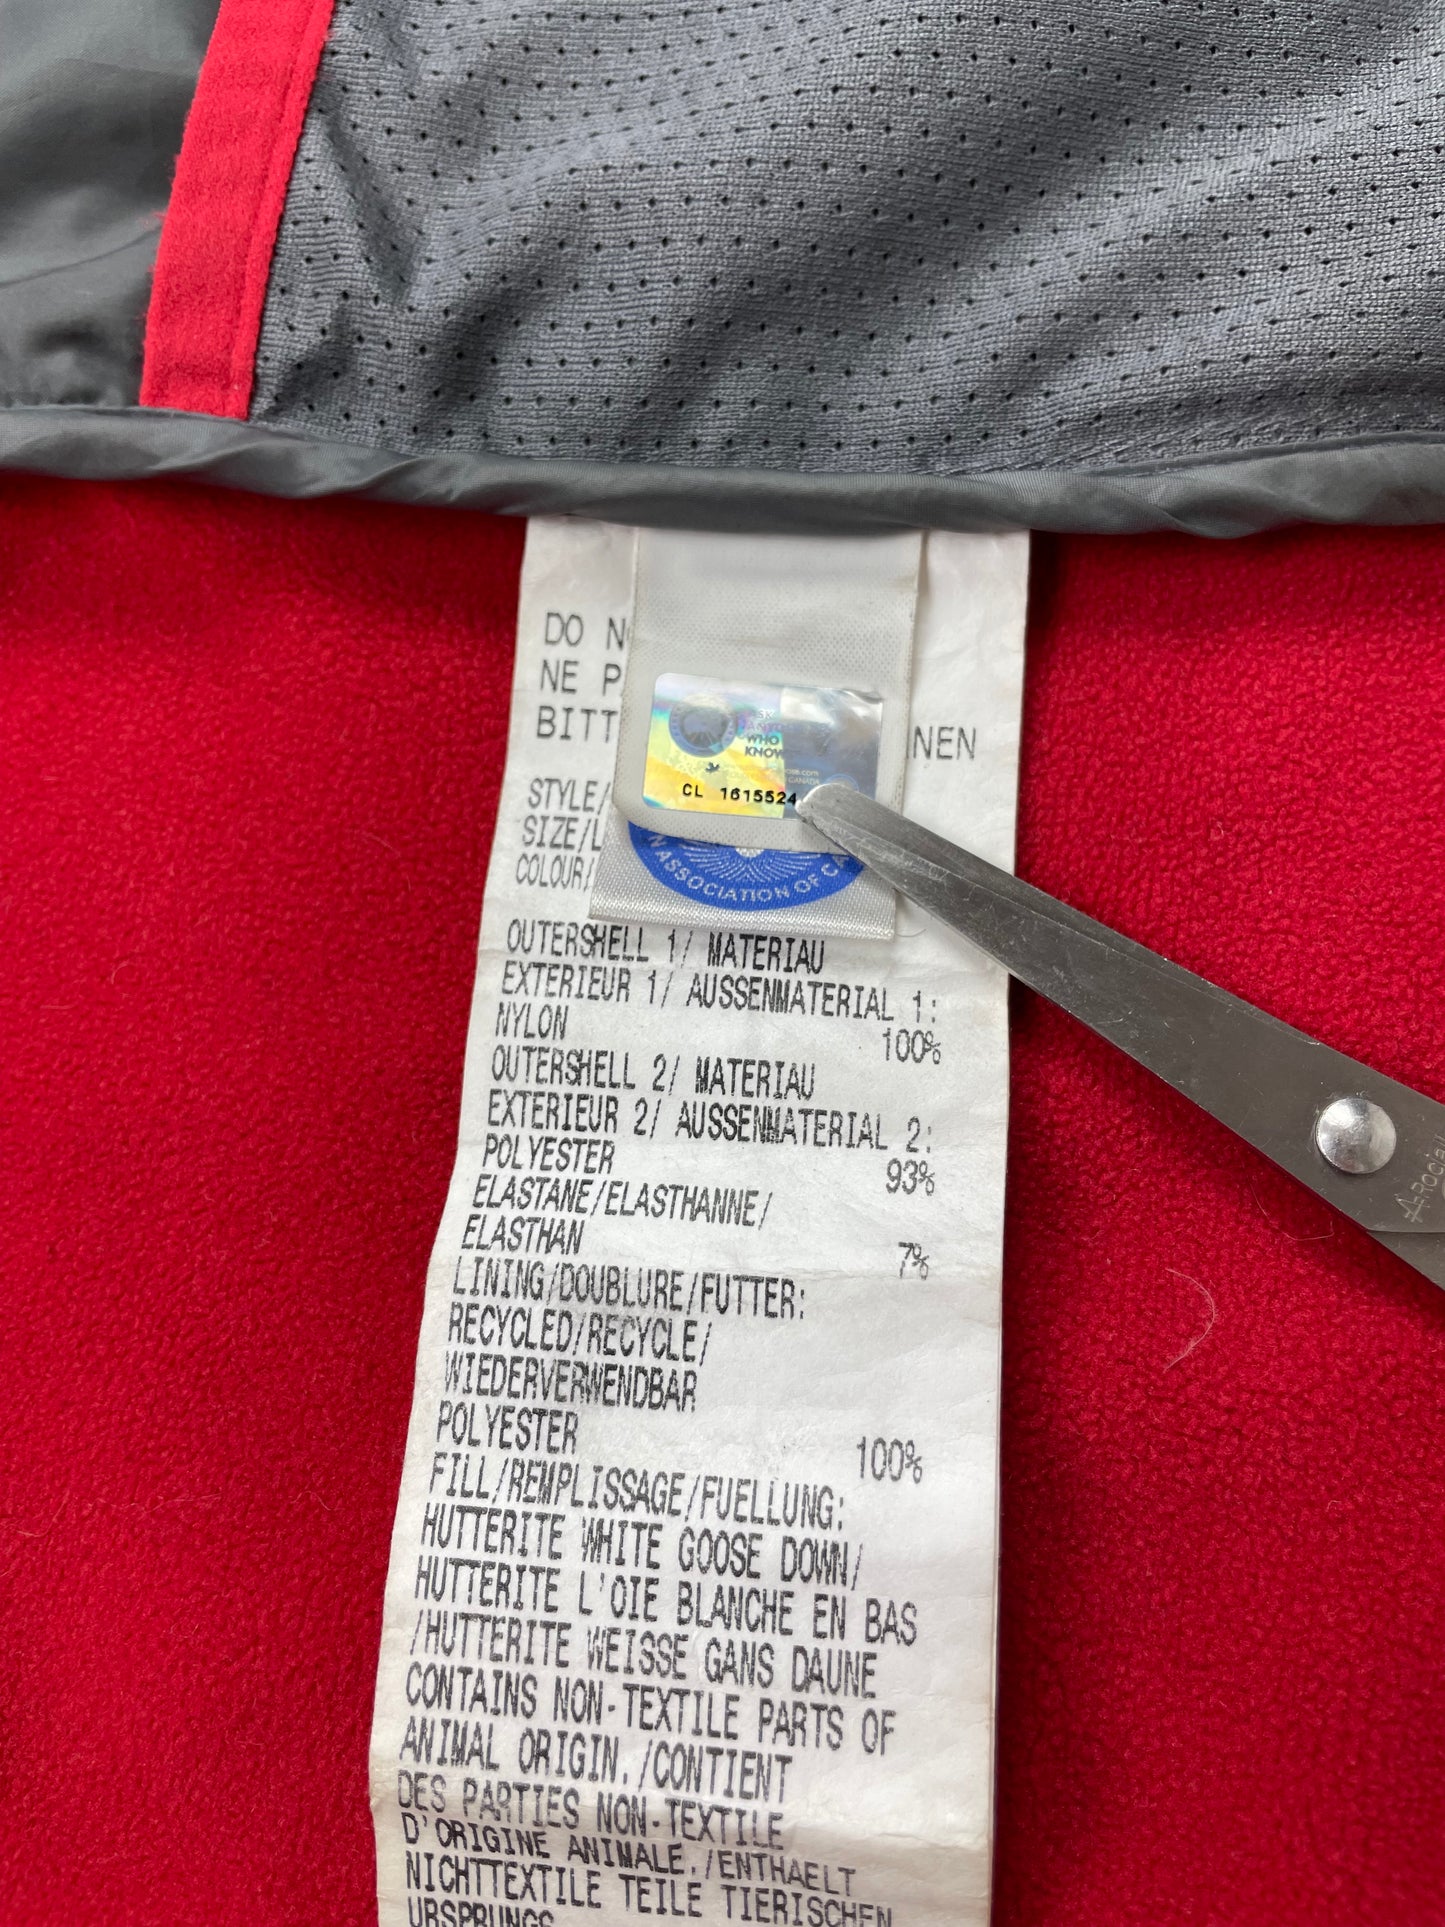 DO N
NE P
BITT NEN
ASK
ANYONE
WHO
KNOWS
CL 1615524
STYLE/
SIZE/L
COLOUR/
N ASSOCIATION OF CA
OUTERSHELL 1/ MATERIAU
EXTERIEUR 1/ AUSSENMATERIAL 1:
NYLON 100%
OUTERSHELL 2/ MATERIAU
EXTERIEUR 2/ AUSSENMATERIAL 2:
POLYESTER 93%
ELASTANE/ELASTHANNE/
ELASTHAN 7%
LINING/DOUBLURE/FUTTER:
RECYCLED/RECYCLE/
WIEDERVERWENDBAR
POLYESTER 100%
FILL/REMPLISSAGE/FUELLUNG:
HUTTERITE WHITE GOOSE DOWN/
HUTTERITE L'OIE BLANCHE EN BAS
/HUTTERITE WEISSE GANS DAUNE
CONTAINS NON-TEXTILE PARTS OF
ANIMAL ORIGIN./CONTIENT
DES PARTIES NON-TEXTILE
D'ORIGINE ANIMALE./ENTHAELT
NICHTTEXTILE TEILE TIERISCHEN
URSPRUNGS